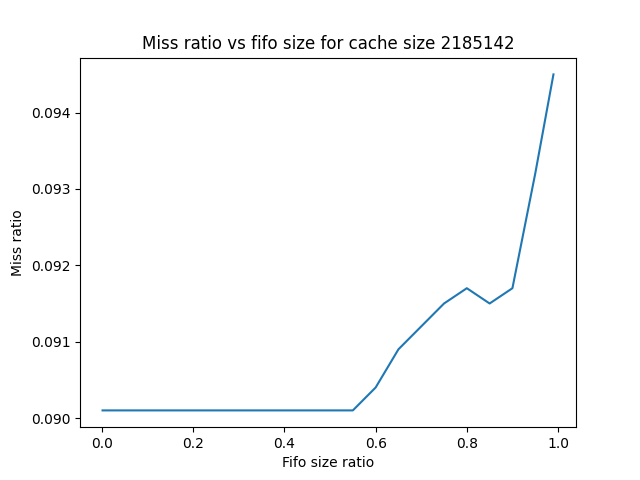 Miss ratio vs fifo size for cache size 2185142
0.094
0.093
0.092
0.091
0.090
Miss ratio
0.0 0.2 0.4 0.6 0.8 1.0
Fifo size ratio